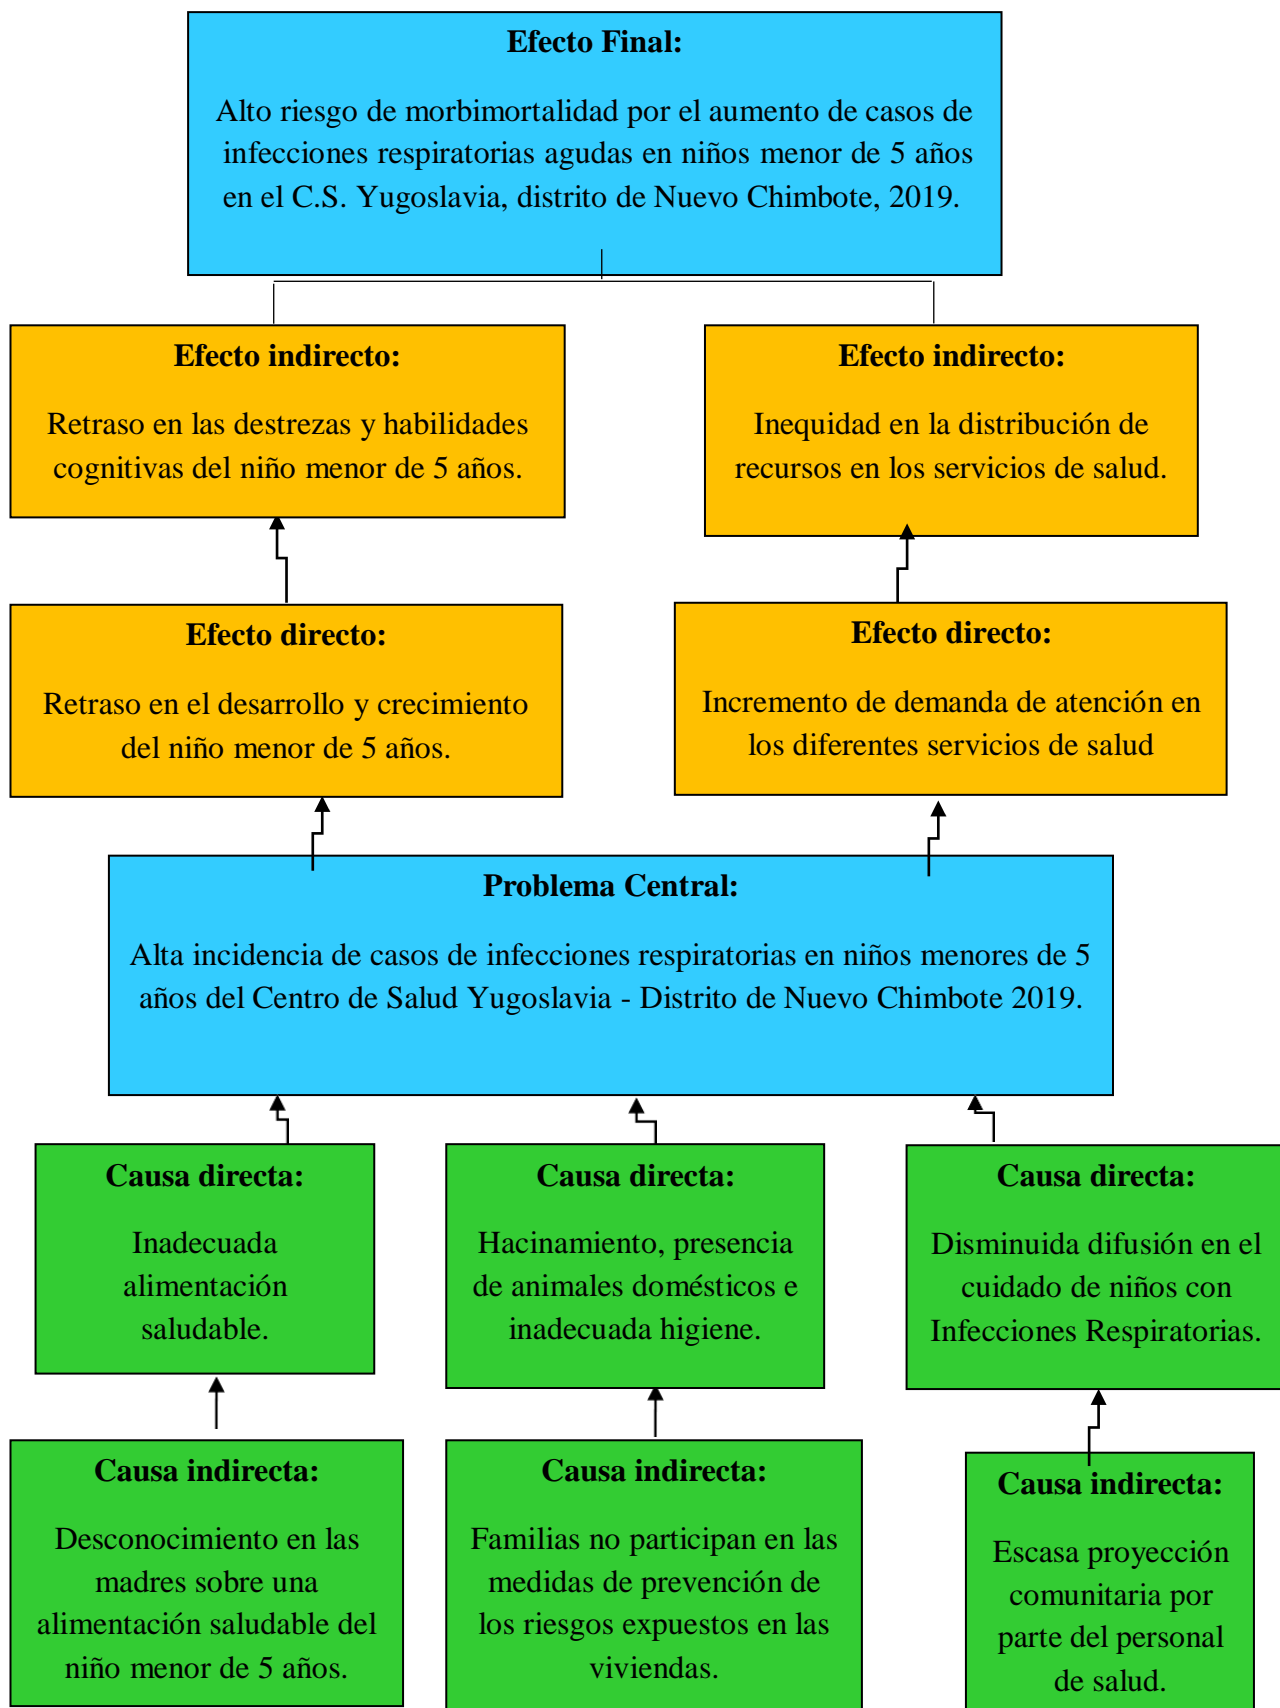 Efecto Final:
Alto riesgo de morbimortalidad por el aumento de casos de
infecciones respiratorias agudas en niños menor de 5 años
en el C.S. Yugoslavia, distrito de Nuevo Chimbote, 2019.
Efecto indirecto:
Retraso en las destrezas y habilidades
cognitivas del niño menor de 5 años.
Efecto indirecto:
Inequidad en la distribución de
recursos en los servicios de salud.
Efecto directo:
Retraso en el desarrollo y crecimiento
del niño menor de 5 años.
Efecto directo:
Incremento de demanda de atención en
los diferentes servicios de salud
Problema Central:
Alta incidencia de casos de infecciones respiratorias en niños menores de 5
años del Centro de Salud Yugoslavia - Distrito de Nuevo Chimbote 2019.
Causa directa:
Inadecuada
alimentación
saludable.
Causa directa:
Hacinamiento, presencia
de animales domésticos e
inadecuada higiene.
Causa directa:
Disminuida difusión en el
cuidado de niños con
Infecciones Respiratorias.
Causa indirecta:
Desconocimiento en las
madres sobre una
alimentación saludable del
niño menor de 5 años.
Causa indirecta:
Familias no participan en las
medidas de prevención de
los riesgos expuestos en las
viviendas.
Causa indirecta:
Escasa proyección
comunitaria por
parte del personal
de salud.